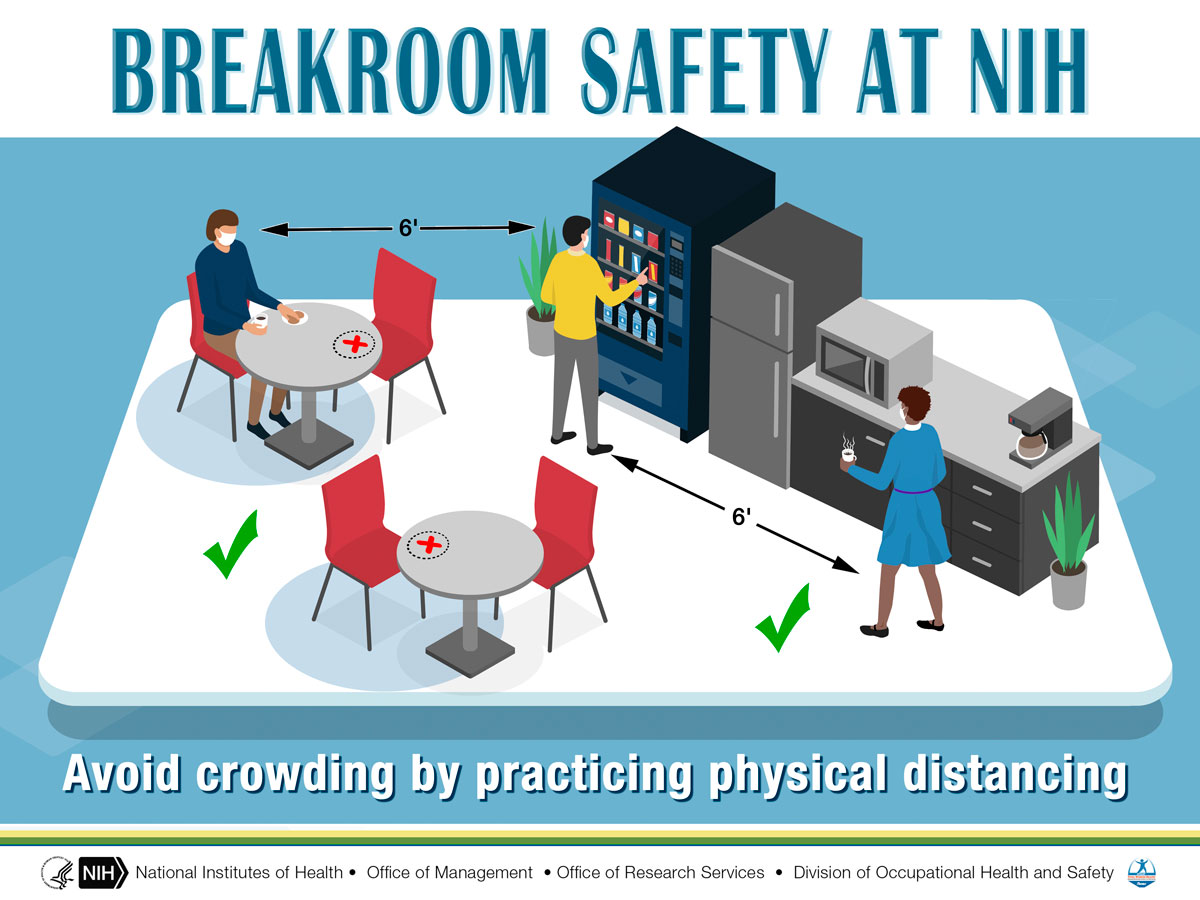 BREAKROOM SAFETY AT NIH
6'
6'
Avoid crowding by practicing physical distancing
NIH National Institutes of Health • Office of Management • Office of Research Services • Division of Occupational Health and Safety